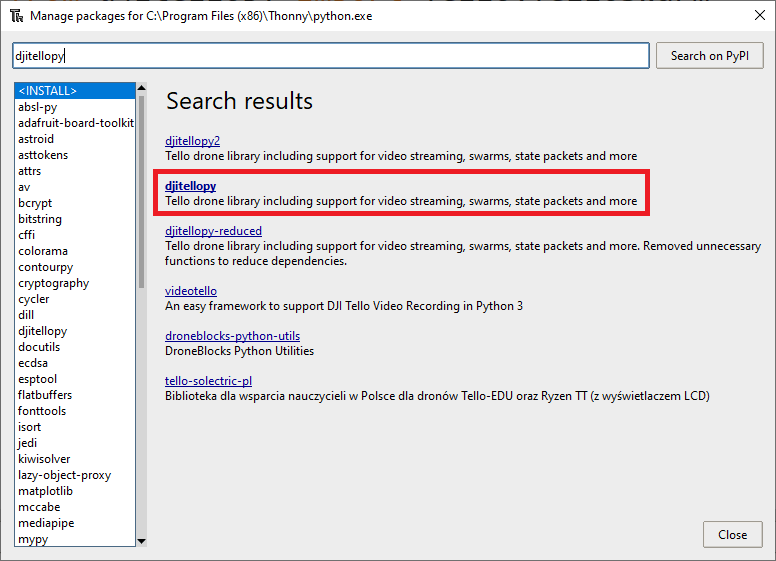 Manage packages for C:\Program Files (x86)\Thonny\python.exe
djitellopy
Search on PyPI
<INSTALL>
absl-py
adafruit-board-toolkit
astroid
asttokens
attrs
av
bcrypt
bitstring
cffi
colorama
contourpy
cryptography
cycler
dill
djitellopy
docutils
ecdsa
esptool
flatbuffers
fonttools
isort
jedi
kiwisolver
lazy-object-proxy
matplotlib
mccabe
mediapipe
mypy
Search results
djitellopy2
Tello drone library including support for video streaming, swarms, state packets and more
djitellopy
Tello drone library including support for video streaming, swarms, state packets and more
djitellopy-reduced
Tello drone library including support for video streaming, swarms, state packets and more. Removed unnecessary
functions to reduce dependencies.
videotello
An easy framework to support DJI Tello Video Recording in Python 3
droneblocks-python-utils
DroneBlocks Python Utilities
tello-solectric-pl
Biblioteka dla wsparcia nauczycieli w Polsce dla dronów Tello-EDU oraz Ryzen TT (z wyświetlaczem LCD)
Close